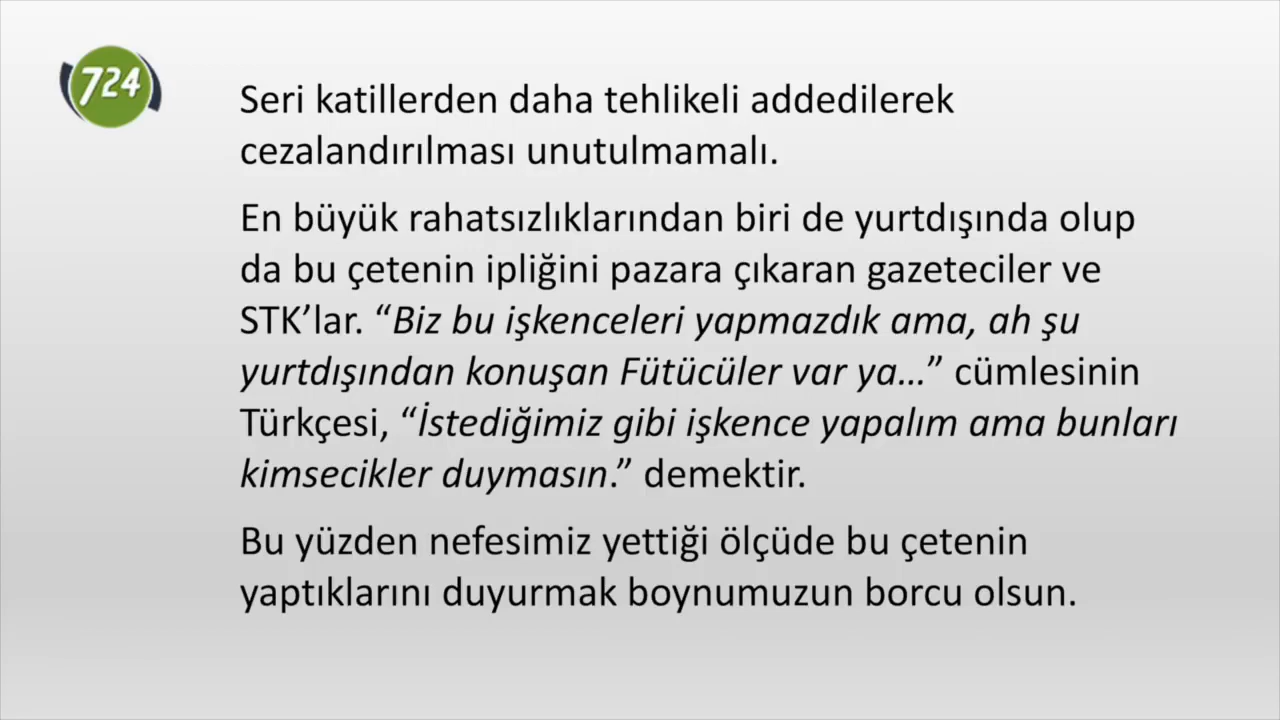 724
Seri katillerden daha tehlikeli addedilerek
cezalandırılması unutulmamalı.
En büyük rahatsızlıklarından biri de yurtdışında olup
da bu çetenin ipliğini pazara çıkaran gazeteciler ve
STK’lar. “Biz bu işkenceleri yapmazdık ama, ah şu
yurtdışından konuşan Fütücüler var ya…” cümlesinin
Türkçesi, “İstediğimiz gibi işkence yapalım ama bunları
kimsecikler duymasın.” demektir.
Bu yüzden nefesimiz yettiği ölçüde bu çetenin
yaptıklarını duyurmak boynumuzun borcu olsun.